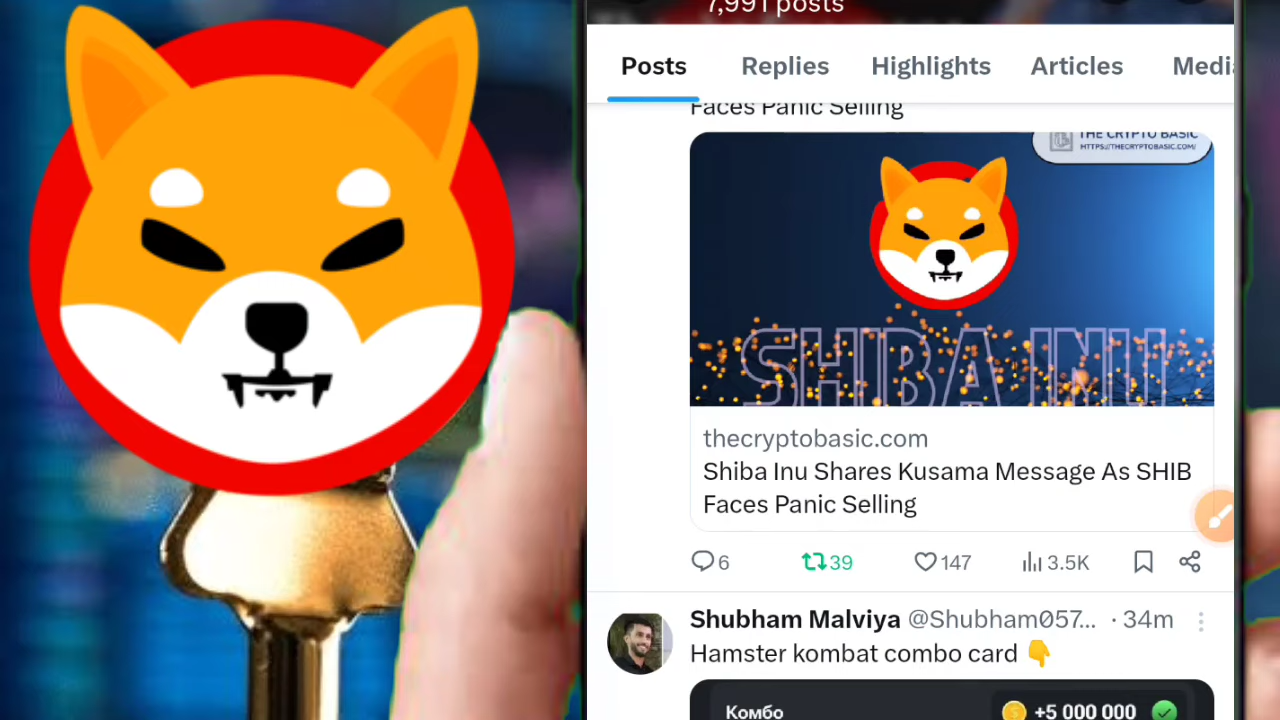 7,991 posts
Posts Replies Highlights Articles
Faces Panic Selling
THE CRYPTO BASIC
HTTPS://THECRYPTOBASIC.COM/
SHIBA INU
thecryptobasic.com
Shiba Inu Shares Kusama Message As SHIB
Faces Panic Selling
6 39 147 3.5K
Shubham Malviya @Shubham057... · 34m
Hamster kombat combo card 👇
Комбо +5 000 000